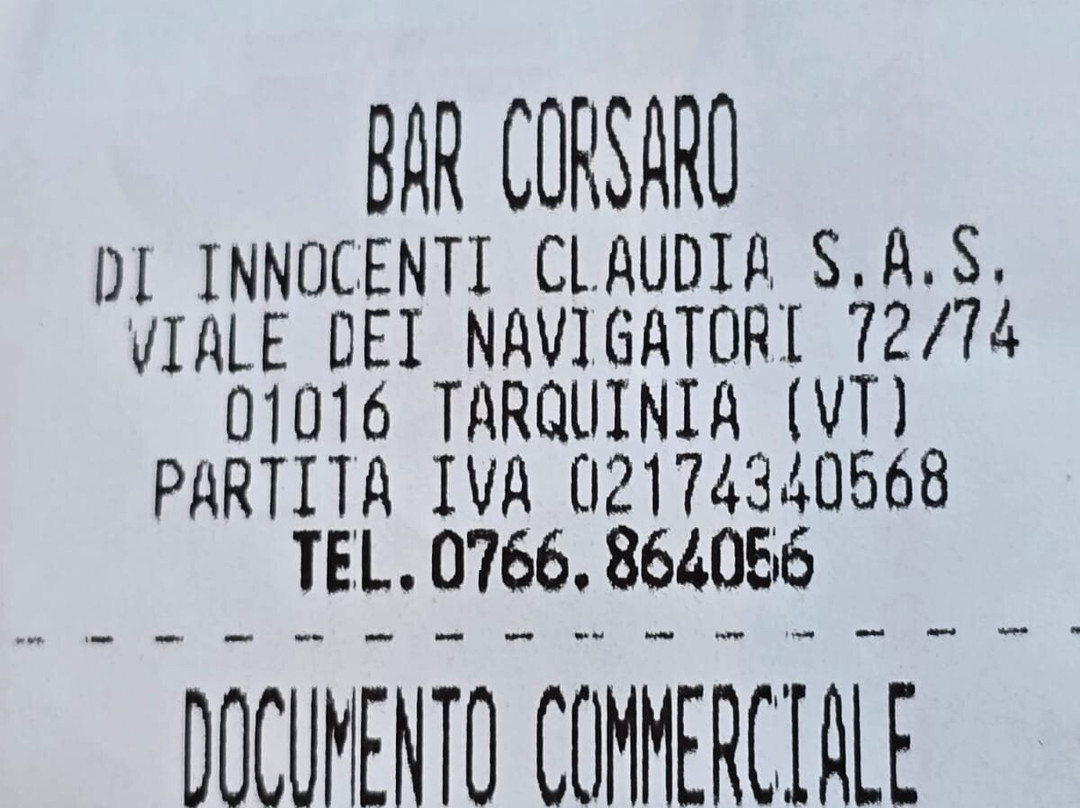 BAR CORSARO
DI INNOCENTI CLAUDIA S.A.S.
VIALE DEI NAVIGATORI 72/74
01016 TARQUINIA (VT)
PARTITA IVA 02174340568
TEL.0766.864056
DOCUMENTO COMMERCIALE